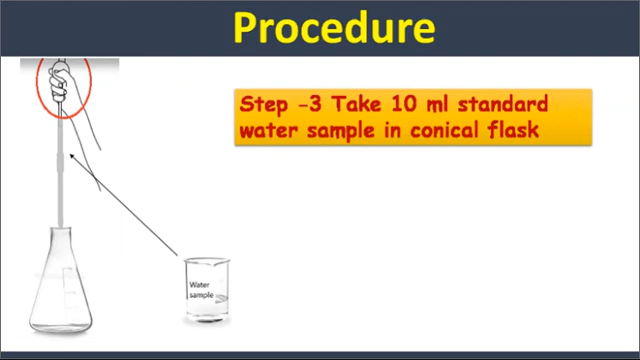 Procedure
Step –3 Take 10 ml standard
water sample in conical flask
Water
sample